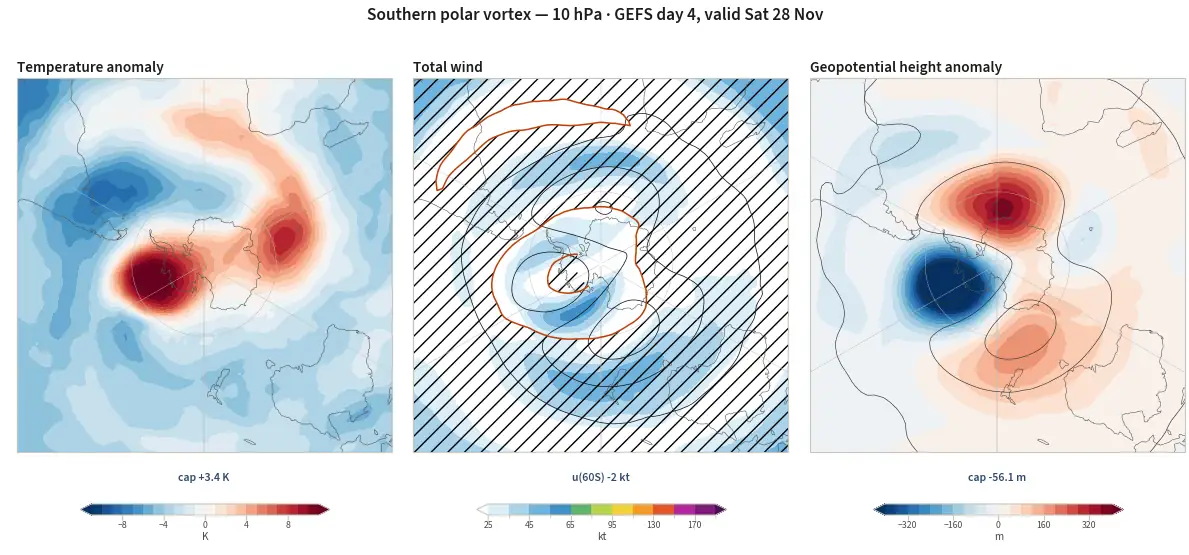 Southern polar vortex — 10 hPa · GEFS day 4, valid Sat 28 Nov
Temperature anomaly
Total wind
Geopotential height anomaly
cap +3.4 K
u(60S) -2 kt
cap -56.1 m
−8 −4 0 4 8
K
25 45 65 95 130 170
kt
−320 −160 0 160 320
m